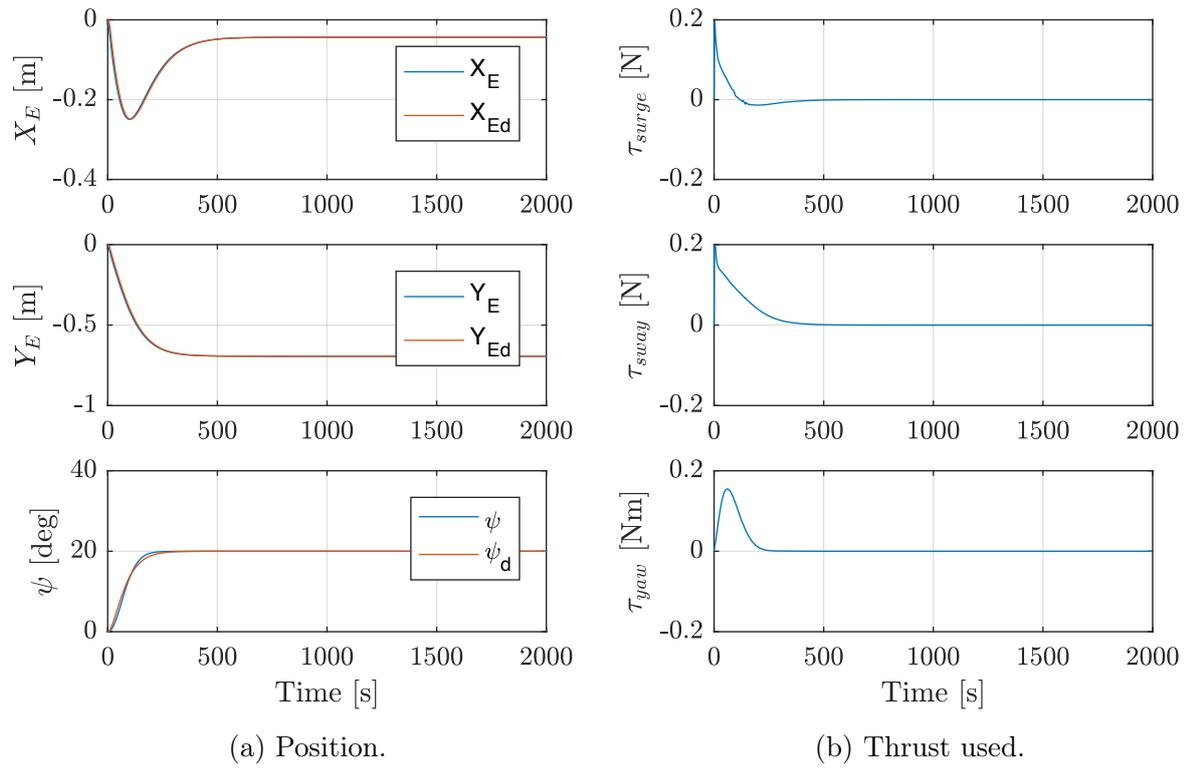 0
-0.2
-0.4
X_E [m]
X_E
X_Ed
0 500 1000 1500 2000
0
-0.5
-1
Y_E [m]
Y_E
Y_Ed
0 500 1000 1500 2000
40
20
0
ψ [deg]
ψ
ψ_d
0 500 1000 1500 2000
Time [s]
(a) Position.
0.2
0
-0.2
τ_surge [N]
0 500 1000 1500 2000
0.2
0
-0.2
τ_sway [N]
0 500 1000 1500 2000
0.2
0
-0.2
τ_yaw [Nm]
0 500 1000 1500 2000
Time [s]
(b) Thrust used.